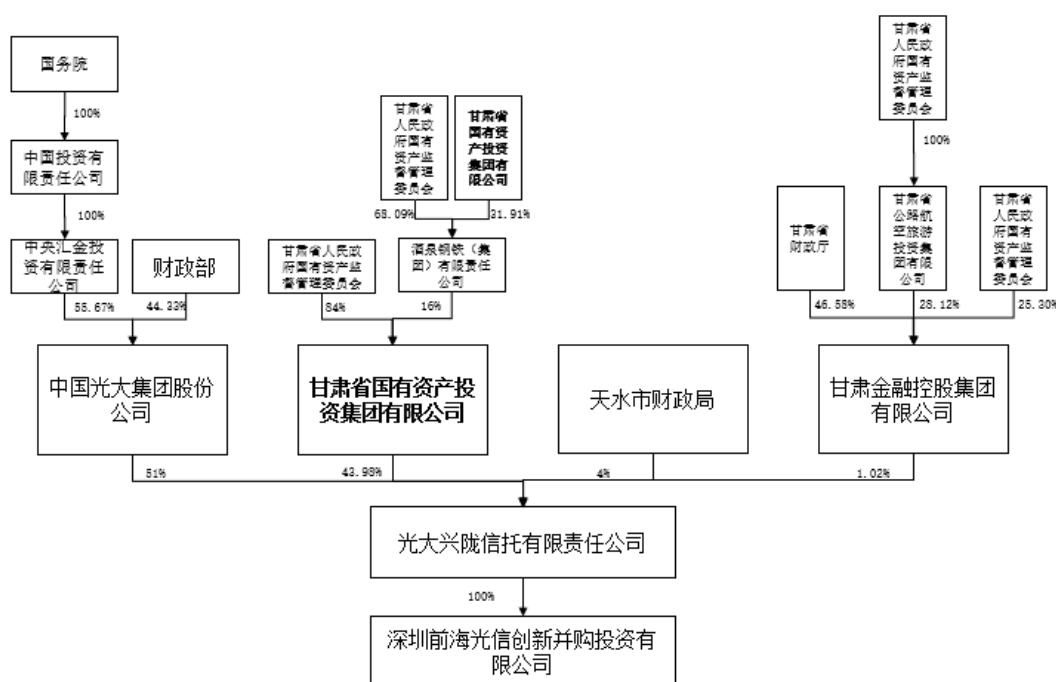 国务院
100%
中国投资有
限责任公司
100%
中央汇金投
资有限责任
公司
财政部
55.67%
44.33%
中国光大集团股份
公司
甘肃省
人民政
府国有
资产监
督管理
委员会
甘肃省
国有资
产投资
集团有
限公司
68.09%
31.91%
甘肃省人民政
府国有资产监
督管理委员会
酒泉钢铁（集
团）有限责任
公司
84%
16%
甘肃省国有资产投
资集团有限公司
天水市财政局
甘肃省
人民政
府国有
资产监
督管理
委员会
100%
甘肃省
财政厅
甘肃省
公路航
空旅游
投资集
团有限
公司
甘肃省
人民政
府国有
资产监
督管理
委员会
46.58%
28.12%
25.30%
甘肃金融控股集团
有限公司
51%
43.98%
4%
1.02%
光大兴陇信托有限责任公司
100%
深圳前海光信创新并购投资有
限公司